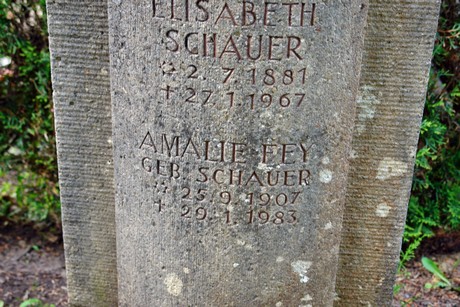 ELISABETH
SCHAUER
* 2.7.1881
† 27.1.1967
AMALIE FEY
GEB. SCHAUER
* 25.9.1907
† 29.1.1983